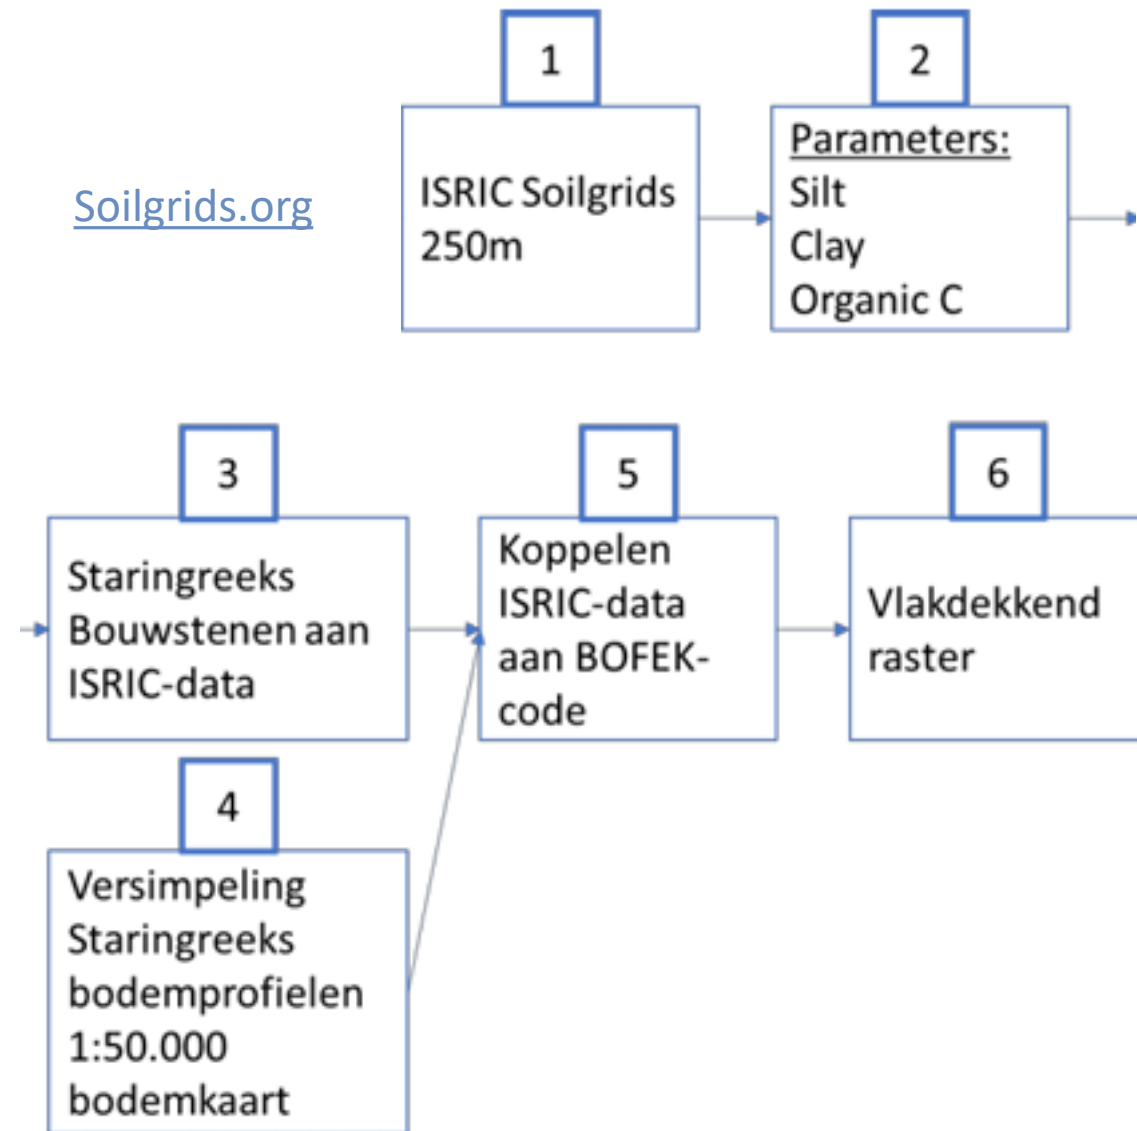 1
2
Soilgrids.org
ISRIC Soilgrids
250m
Parameters:
Silt
Clay
Organic C
3
5
6
Staringreeks
Bouwstenen aan
ISRIC-data
Koppelen
ISRIC-data
aan BOFEK-
code
Vlakdekkend
raster
4
Versimpeling
Staringreeks
bodemprofielen
1:50.000
bodemkaart